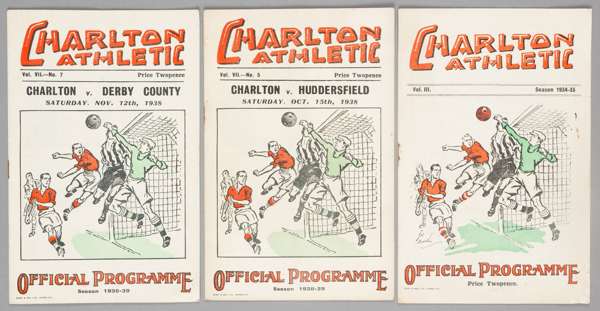 CHARLTON
ATHLETIC
Vol. VII.—No. 7 Price Twopence
CHARLTON v. DERBY COUNTY
SATURDAY, NOV. 12th, 1938
OFFICIAL PROGRAMME
Season 1938-39
CHARLTON
ATHLETIC
Vol. VII.—No. 5 Price Twopence
CHARLTON v. HUDDERSFIELD
SATURDAY, OCT. 15th, 1938
OFFICIAL PROGRAMME
Season 1938-39
CHARLTON
ATHLETIC
Vol. III. Season 1934-35
OFFICIAL PROGRAMME
Price Twopence.